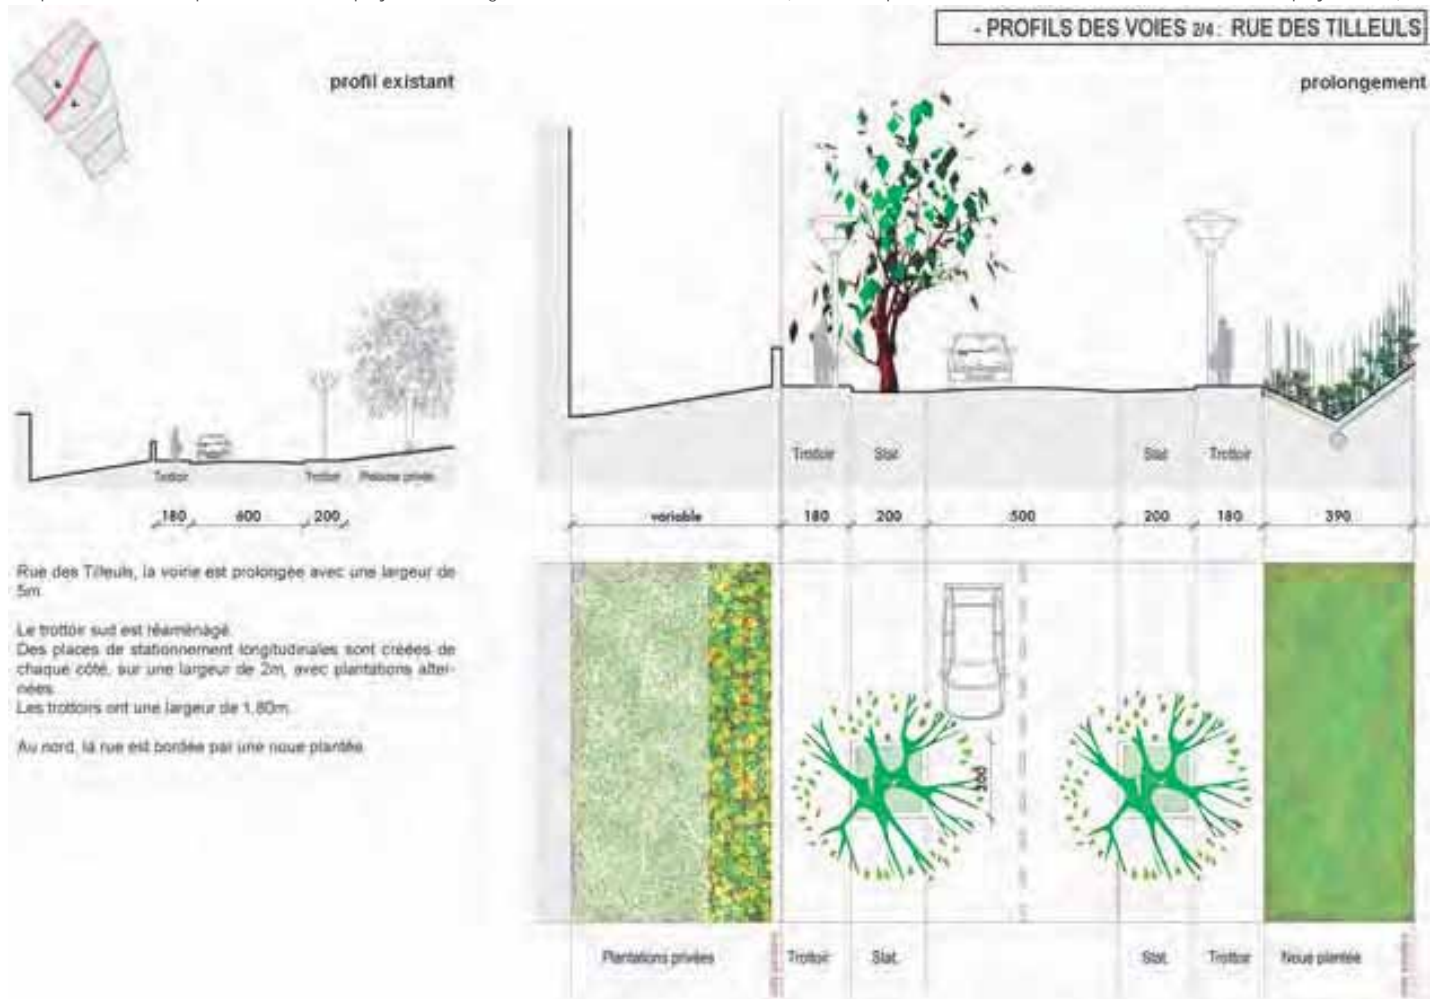 - PROFILS DES VOIES 2/4 : RUE DES TILLEULS
profil existant
prolongement
Trottoir
Trottoir
Pelouse privée
180
600
200
Trottoir
Stat
Stat
Trottoir
variable
180
200
500
200
180
390
Rue des Tilleuls, la voirie est prolongée avec une largeur de
5m.
Le trottoir sud est réaménagé.
Des places de stationnement longitudinales sont créées de
chaque côté, sur une largeur de 2m, avec plantations alter-
nées.
Les trottoirs ont une largeur de 1,80m.
Au nord, la rue est bordée par une noue plantée.
Plantations privées
Trottoir
Stat.
Stat.
Trottoir
Noue plantée